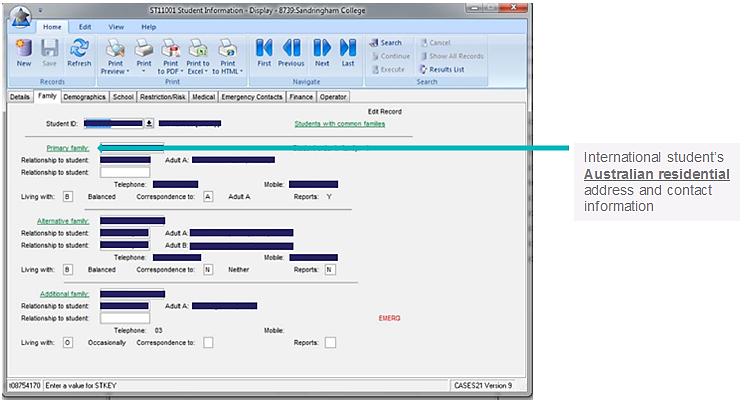 ST11001 Student Information - Display - 8739:Sandringham College
Home Edit View Help
New Save Refresh Print Preview Print Print to PDF Print to Excel Print to HTML First Previous Next Last Search Cancel
Continue Show All Records
Execute Results List
Records Print Navigate Search
Details Family Demographics School Restriction/Risk Medical Emergency Contacts Finance Operator
Edit Record
Student ID: Students with common families
Primary family:
Relationship to student: Adult A:
Relationship to student:
Telephone: Mobile:
Living with: B Balanced Correspondence to: A Adult A Reports: Y
Alternative family:
Relationship to student: Adult A:
Relationship to student: Adult B:
Telephone: Mobile:
Living with: B Balanced Correspondence to: N Neither Reports: N
Additional family:
Relationship to student: Adult A:
Relationship to student: EMERG
Telephone: 03 Mobile:
Living with: O Occasionally Correspondence to: Reports:
t08754170 Enter a value for STKEY CASES21 Version 9
International student's
Australian residential
address and contact
information